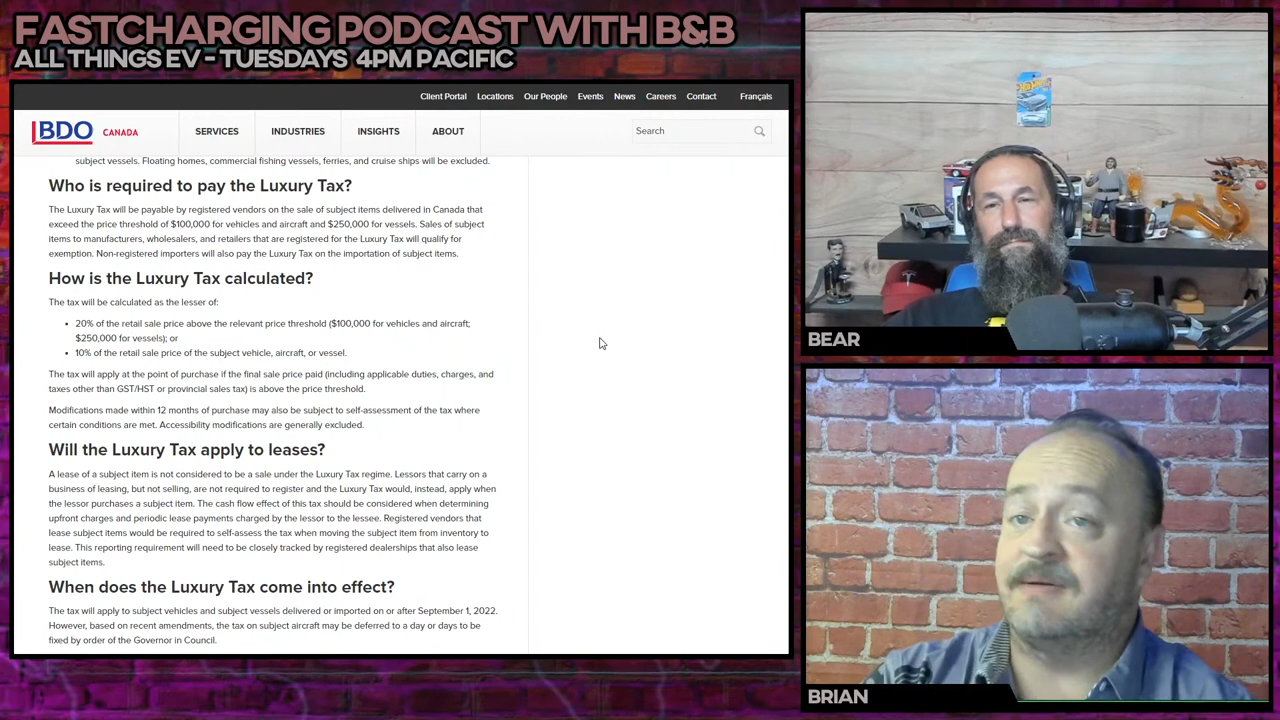 FASTCHARGING PODCAST WITH B&B
ALL THINGS EV - TUESDAYS 4PM PACIFIC
Client Portal Locations Our People Events News Careers Contact Français
BDO CANADA SERVICES INDUSTRIES INSIGHTS ABOUT Search
subject vessels. Floating homes, commercial fishing vessels, ferries, and cruise ships will be excluded.
Who is required to pay the Luxury Tax?
The Luxury Tax will be payable by registered vendors on the sale of subject items delivered in Canada that
exceed the price threshold of $100,000 for vehicles and aircraft and $250,000 for vessels. Sales of subject
items to manufacturers, wholesalers, and retailers that are registered for the Luxury Tax will qualify for
exemption. Non-registered importers will also pay the Luxury Tax on the importation of subject items.
How is the Luxury Tax calculated?
The tax will be calculated as the lesser of:
• 20% of the retail sale price above the relevant price threshold ($100,000 for vehicles and aircraft;
$250,000 for vessels); or
• 10% of the retail sale price of the subject vehicle, aircraft, or vessel.
The tax will apply at the point of purchase if the final sale price paid (including applicable duties, charges, and
taxes other than GST/HST or provincial sales tax) is above the price threshold.
Modifications made within 12 months of purchase may also be subject to self-assessment of the tax where
certain conditions are met. Accessibility modifications are generally excluded.
Will the Luxury Tax apply to leases?
A lease of a subject item is not considered to be a sale under the Luxury Tax regime. Lessors that carry on a
business of leasing, but not selling, are not required to register and the Luxury Tax would, instead, apply when
the lessor purchases a subject item. The cash flow effect of this tax should be considered when determining
upfront charges and periodic lease payments charged by the lessor to the lessee. Registered vendors that
lease subject items would be required to self-assess the tax when moving the subject item from inventory to
lease. This reporting requirement will need to be closely tracked by registered dealerships that also lease
subject items.
When does the Luxury Tax come into effect?
The tax will apply to subject vehicles and subject vessels delivered or imported on or after September 1, 2022.
However, based on recent amendments, the tax on subject aircraft may be deferred to a day or days to be
fixed by order of the Governor in Council.
BEAR
BRIAN